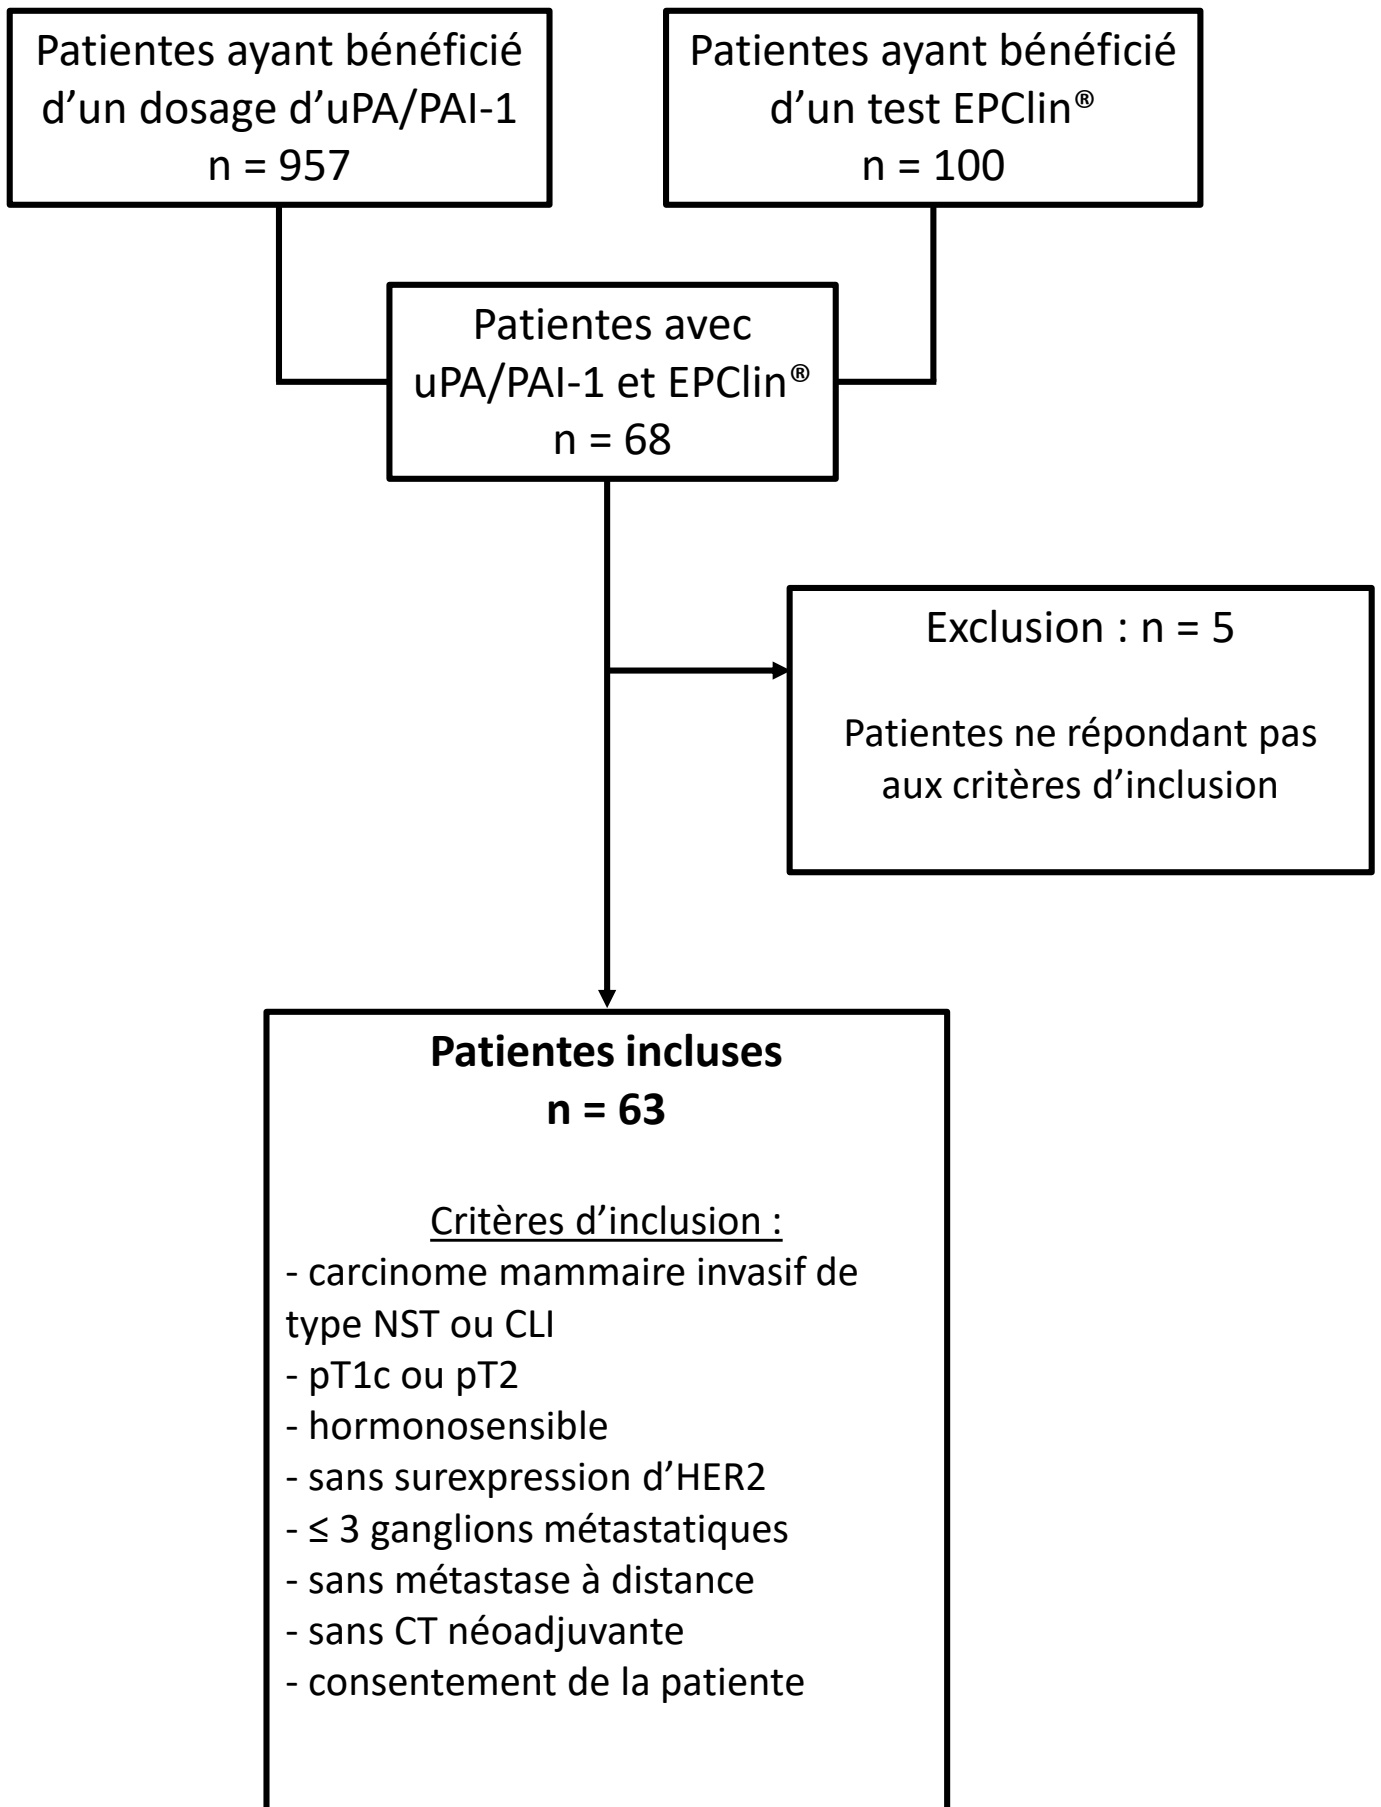 Patientes ayant bénéficié
d’un dosage d’uPA/PAI-1
n = 957
Patientes ayant bénéficié
d’un test EPClin®
n = 100
Patientes avec
uPA/PAI-1 et EPClin®
n = 68
Exclusion : n = 5
Patientes ne répondant pas
aux critères d’inclusion
Patientes incluses
n = 63
Critères d’inclusion :
- carcinome mammaire invasif de
type NST ou CLI
- pT1c ou pT2
- hormonosensible
- sans surexpression d’HER2
- ≤ 3 ganglions métastatiques
- sans métastase à distance
- sans CT néoadjuvante
- consentement de la patiente